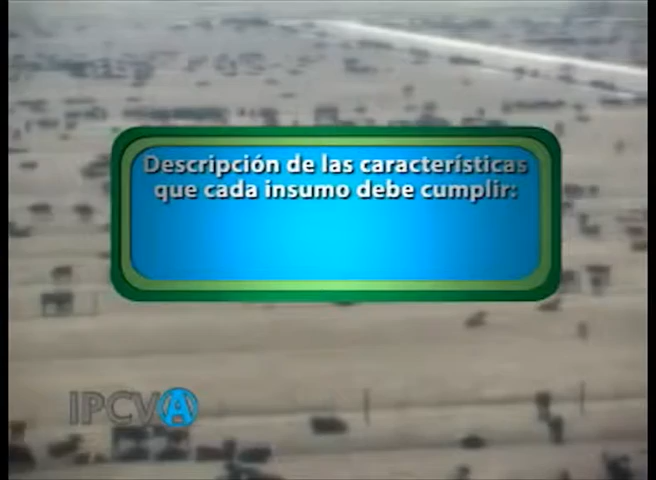 Descripción de las características
que cada insumo debe cumplir:
IPCVA